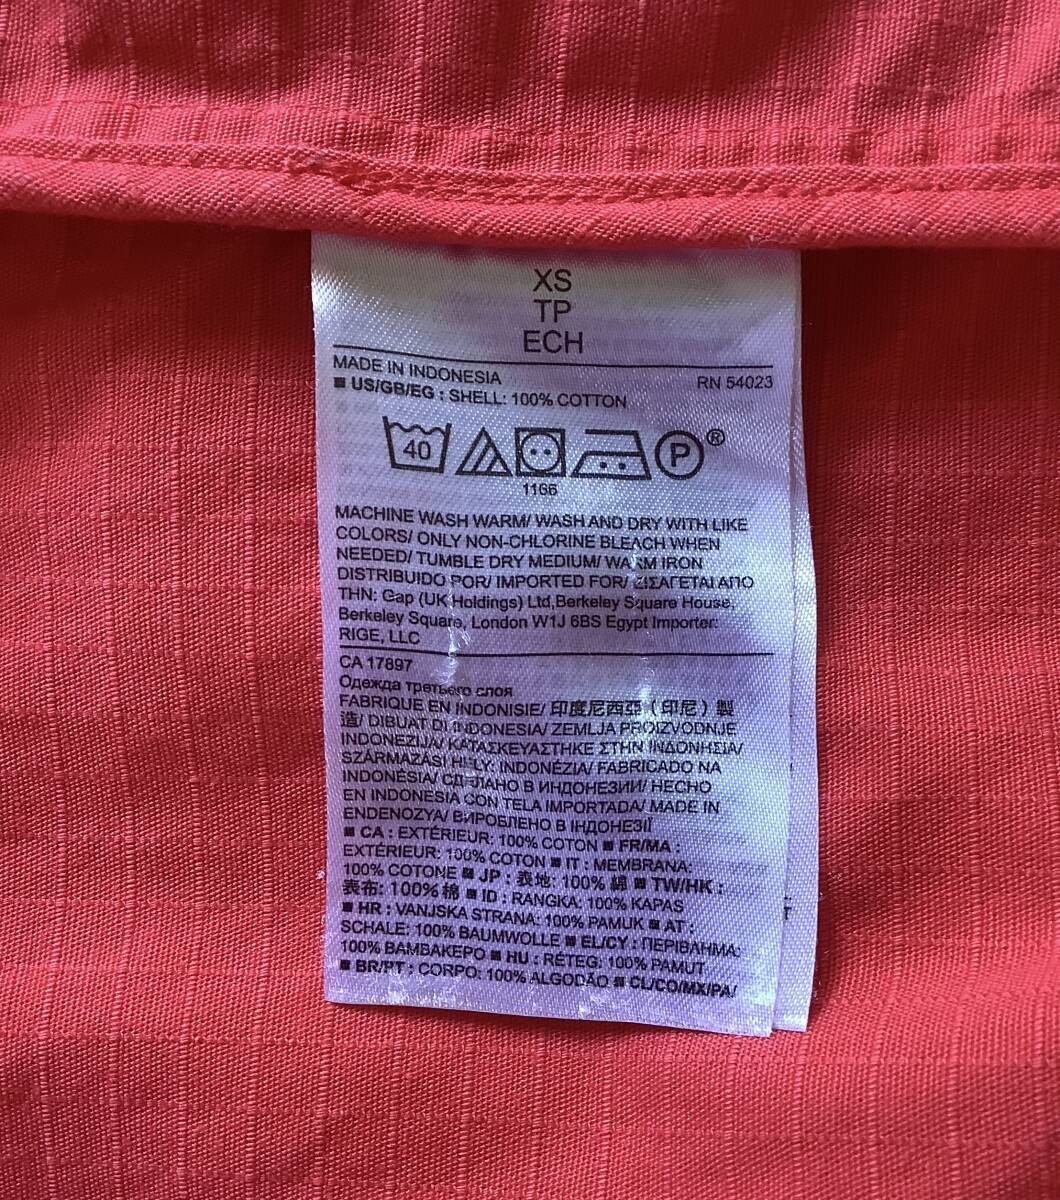 XS
TP
ECH
MADE IN INDONESIA RN 54023
■ US/GB/EG : SHELL: 100% COTTON
40 P ®
1166
MACHINE WASH WARM/ WASH AND DRY WITH LIKE
COLORS/ ONLY NON-CHLORINE BLEACH WHEN
NEEDED/ TUMBLE DRY MEDIUM/ WARM IRON
DISTRIBUIDO POR/ IMPORTED FOR/ ΕΙΣΑΓΕΤΑΙ ΑΠΟ
ΤΗΝ: Gap (UK Holdings) Ltd,Berkeley Square House,
Berkeley Square, London W1J 6BS Egypt Importer:
RIGE, LLC
CA 17897
Одежда третьего слоя
FABRIQUE EN INDONISIE/ 印度尼西亞 (印尼) 製
造/ DIBUAT DI INDONESIA/ ZEMLJA PROIZVODNJE
INDONEZIJA/ ΚΑΤΑΣΚΕΥΑΣΤΗΚΕ ΣΤΗΝ ΙΝΔΟΝΗΣΙΑ/
SZÁRMAZÁSI HELY: INDONÉZIA/ FABRICADO NA
INDONÉSIA/ СДЕЛАНО В ИНДОНЕЗИИ/ HECHO
EN INDONESIA CON TELA IMPORTADA/ MADE IN
ENDENOZYA/ ВИРОБЛЕНО В ІНДОНЕЗІЇ
■ CA : EXTÉRIEUR: 100% COTON ■ FR/MA :
EXTÉRIEUR: 100% COTON ■ IT : MEMBRANA:
100% COTONE ■ JP :表地: 100% 綿 ■ TW/HK :
表布: 100% 棉 ■ ID : RANGKA: 100% KAPAS
■ HR : VANJSKA STRANA: 100% PAMUK ■ AT :
SCHALE: 100% BAUMWOLLE ■ EL/CY : ΠΕΡΙΒΛΗΜΑ:
100% ΒΑΜΒΑΚΕΡΟ ■ HU : RÉTEG: 100% PAMUT
■ BR/PT : CORPO: 100% ALGODÃO ■ CL/CO/MX/PA/